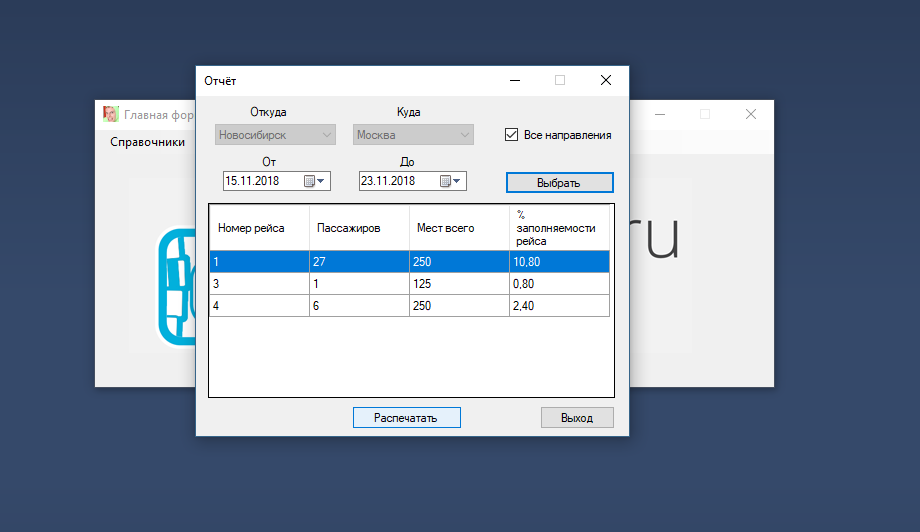 Отчёт
Главная фор
Справочники
Откуда
Куда
Новосибирск
Москва
Все направления
От
До
15.11.2018
23.11.2018
Выбрать
Номер рейса
Пассажиров
Мест всего
%
заполняемости
рейса
1 27 250 10,80
3 1 125 0,80
4 6 250 2,40
Распечатать
Выход
ru